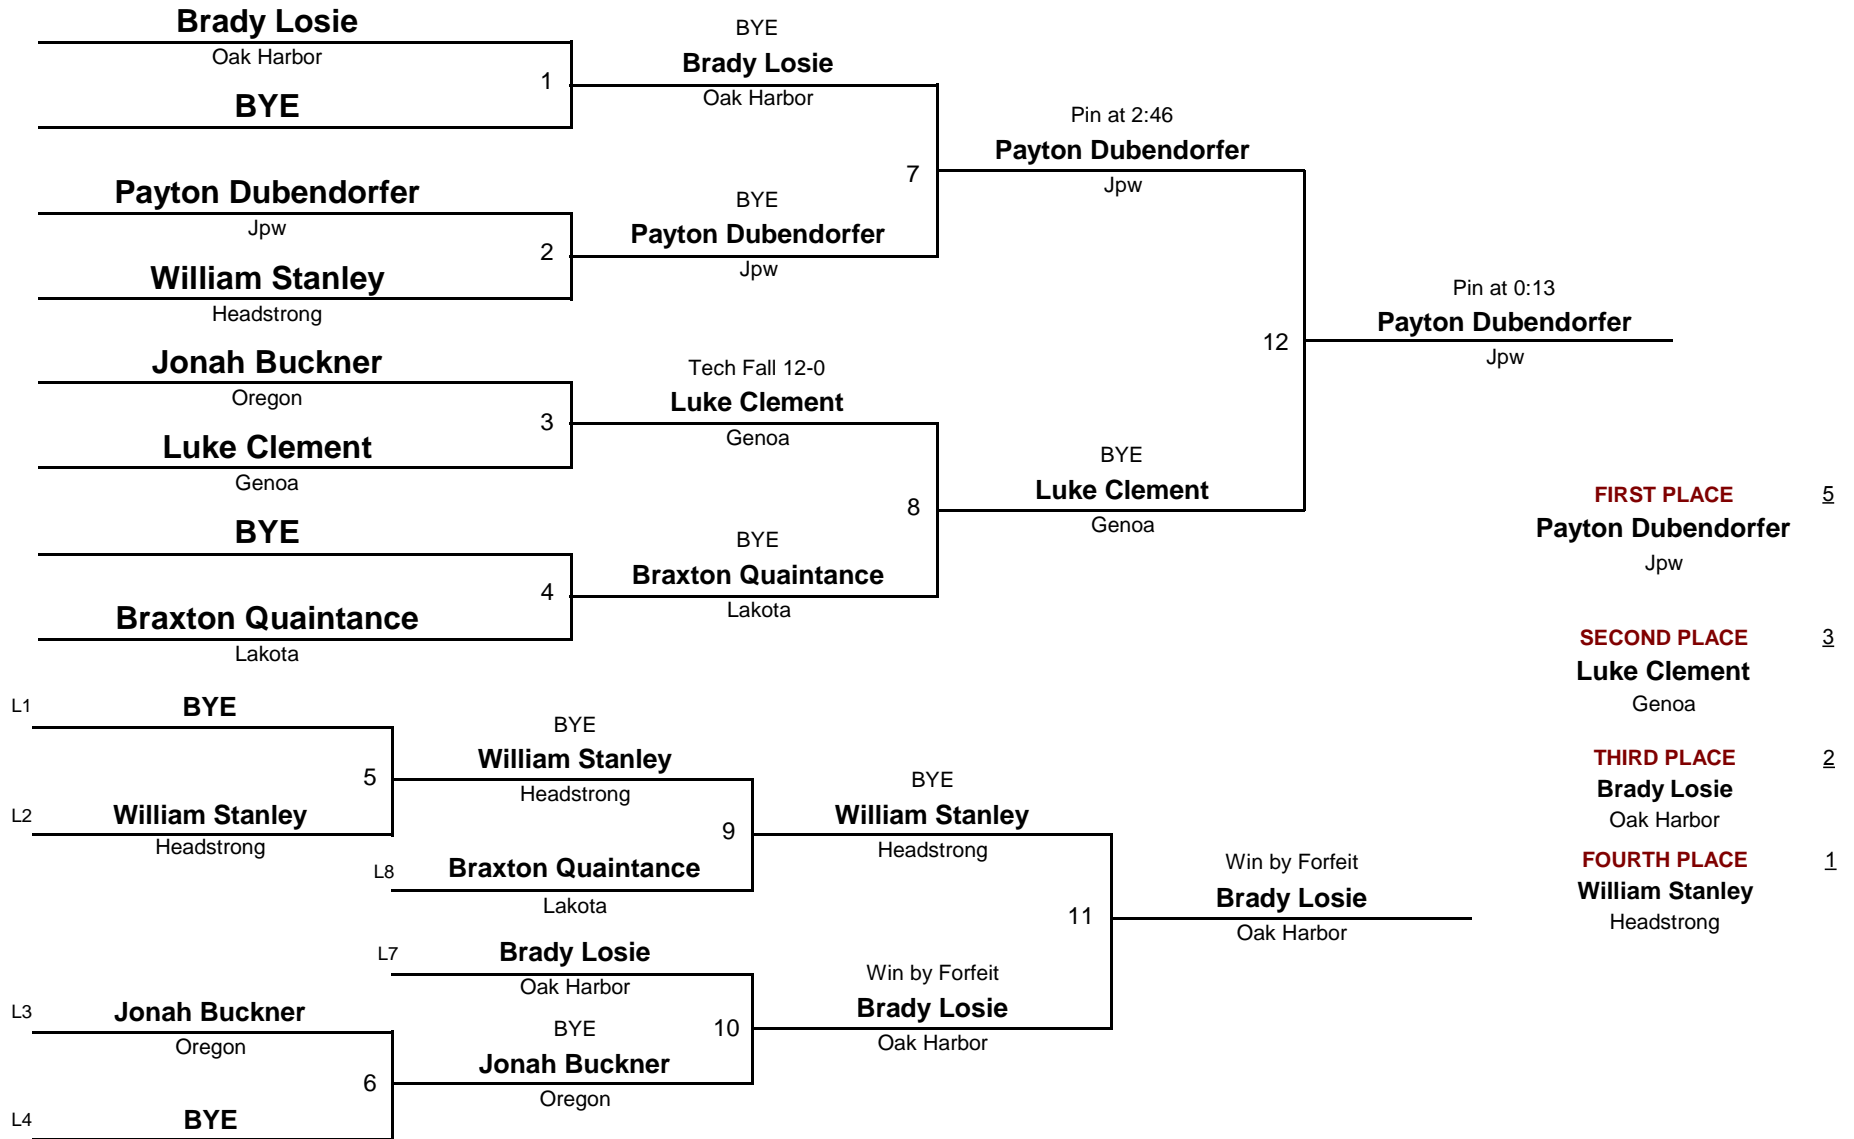 Brady Losie
Oak Harbor
1
BYE
BYE
Brady Losie
Oak Harbor
Payton Dubendorfer
Jpw
2
William Stanley
Headstrong
BYE
Payton Dubendorfer
Jpw
7
Pin at 2:46
Payton Dubendorfer
Jpw
Jonah Buckner
Oregon
3
Luke Clement
Genoa
Tech Fall 12-0
Luke Clement
Genoa
BYE
4
Braxton Quaintance
Lakota
BYE
Braxton Quaintance
Lakota
8
BYE
Luke Clement
Genoa
12
Pin at 0:13
Payton Dubendorfer
Jpw
FIRST PLACE 5
Payton Dubendorfer
Jpw
SECOND PLACE 3
Luke Clement
Genoa
THIRD PLACE 2
Brady Losie
Oak Harbor
FOURTH PLACE 1
William Stanley
Headstrong
L1 BYE
5
L2 William Stanley
Headstrong
BYE
William Stanley
Headstrong
9
L8 Braxton Quaintance
Lakota
BYE
William Stanley
Headstrong
L7 Brady Losie
Oak Harbor
L3 Jonah Buckner
Oregon
6
L4 BYE
BYE
Jonah Buckner
Oregon
10
Win by Forfeit
Brady Losie
Oak Harbor
11
Win by Forfeit
Brady Losie
Oak Harbor